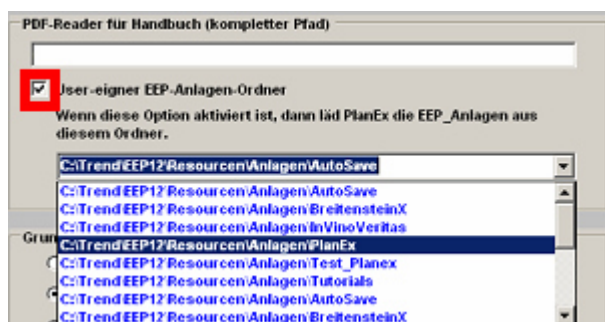 PDF-Reader für Handbuch (kompletter Pfad)
User-eigner EEP-Anlagen-Ordner
Wenn diese Option aktiviert ist, dann läd PlanEx die EEP_Anlagen aus
diesem Ordner.
C:\Trend\EEP12\Resourcen\Anlagen\AutoSave
C:\Trend\EEP12\Resourcen\Anlagen\AutoSave
C:\Trend\EEP12\Resourcen\Anlagen\BreitensteinX
C:\Trend\EEP12\Resourcen\Anlagen\InVinoVeritas
Grun
C:\Trend\EEP12\Resourcen\Anlagen\PlanEx
C:\Trend\EEP12\Resourcen\Anlagen\Test_Planex
C:\Trend\EEP12\Resourcen\Anlagen\Tutorials
C:\Trend\EEP12\Resourcen\Anlagen\AutoSave
C:\Trend\EEP12\Resourcen\Anlagen\BreitensteinX